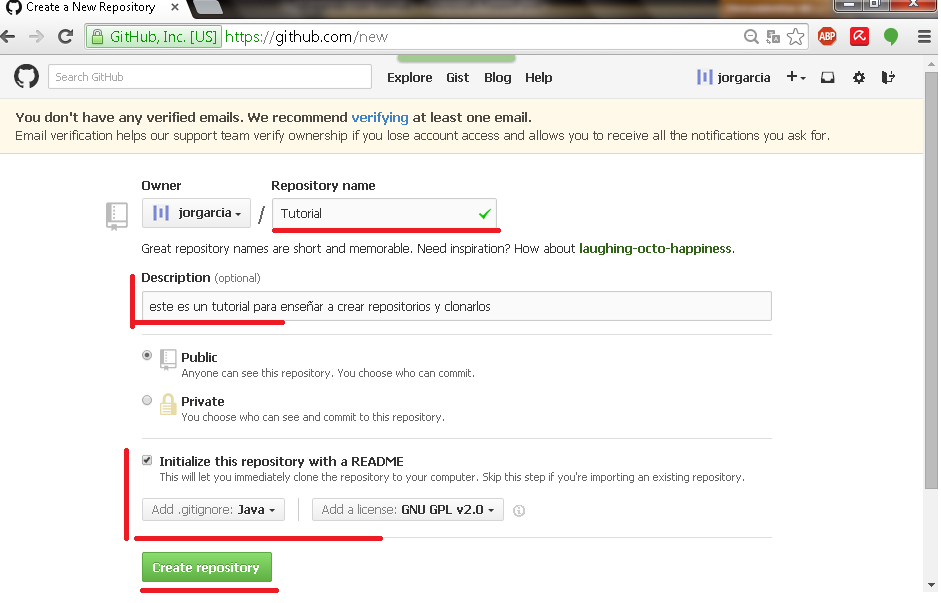 Create a New Repository
GitHub, Inc. [US] https://github.com/new
ABP
Search GitHub
Explore Gist Blog Help
jorgarcia
You don't have any verified emails. We recommend verifying at least one email.
Email verification helps our support team verify ownership if you lose account access and allows you to receive all the notifications you ask for.
Owner
Repository name
jorgarcia / Tutorial
Great repository names are short and memorable. Need inspiration? How about laughing-octo-happiness.
Description (optional)
este es un tutorial para enseñar a crear repositorios y clonarlos
Public
Anyone can see this repository. You choose who can commit.
Private
You choose who can see and commit to this repository.
Initialize this repository with a README
This will let you immediately clone the repository to your computer. Skip this step if you're importing an existing repository.
Add .gitignore: Java
Add a license: GNU GPL v2.0
Create repository